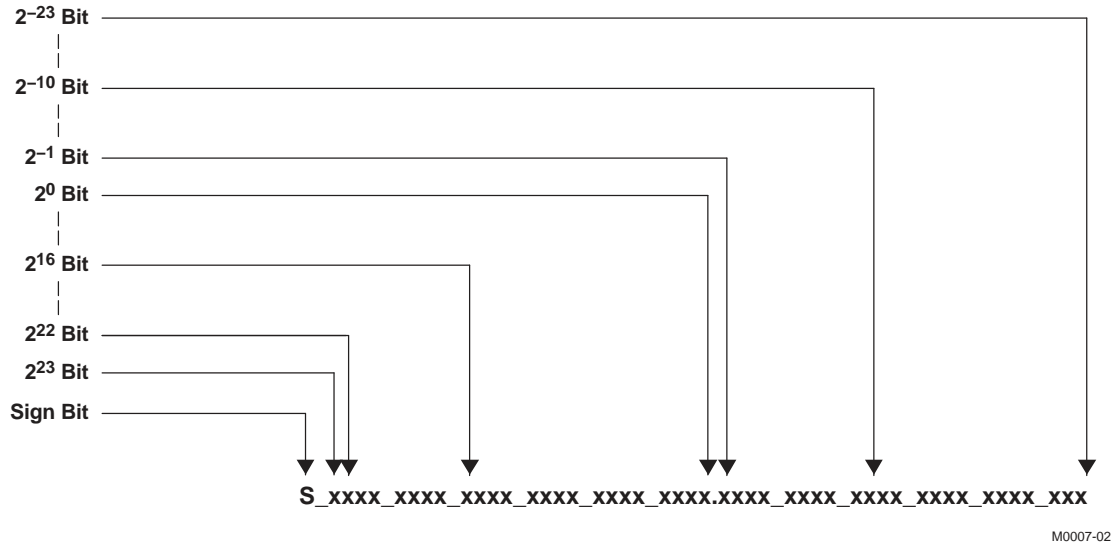 2⁻²³ Bit
2⁻¹⁰ Bit
2⁻¹ Bit
2⁰ Bit
2¹⁶ Bit
2²² Bit
2²³ Bit
Sign Bit
S_xxxx_xxxx_xxxx_xxxx_xxxx_xxxx.xxxx_xxxx_xxxx_xxxx_xxxx_xxx
M0007-02